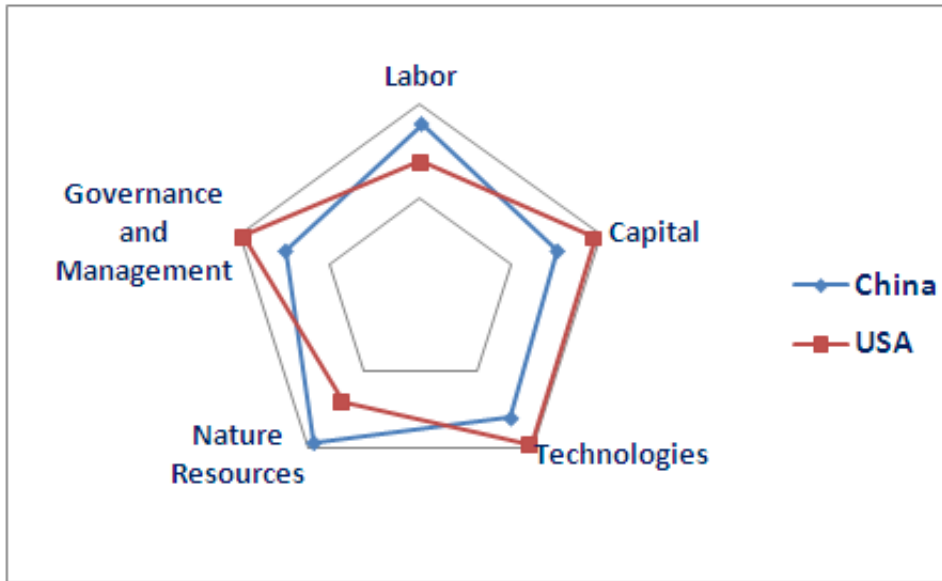 Labor
Governance
and
Management
Capital
China
USA
Nature
Resources
Technologies